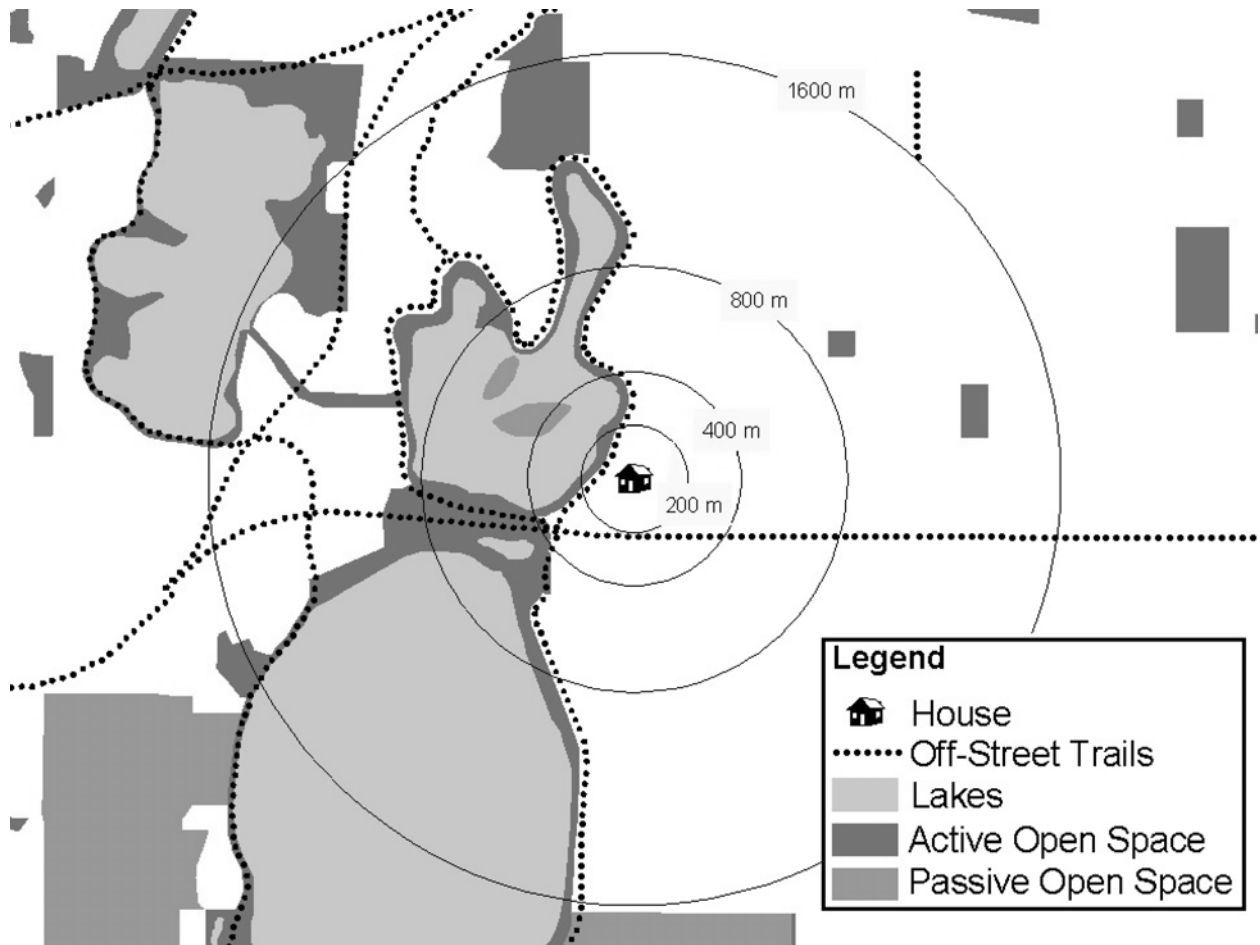 1600 m
800 m
400 m
200 m
Legend
House
Off-Street Trails
Lakes
Active Open Space
Passive Open Space